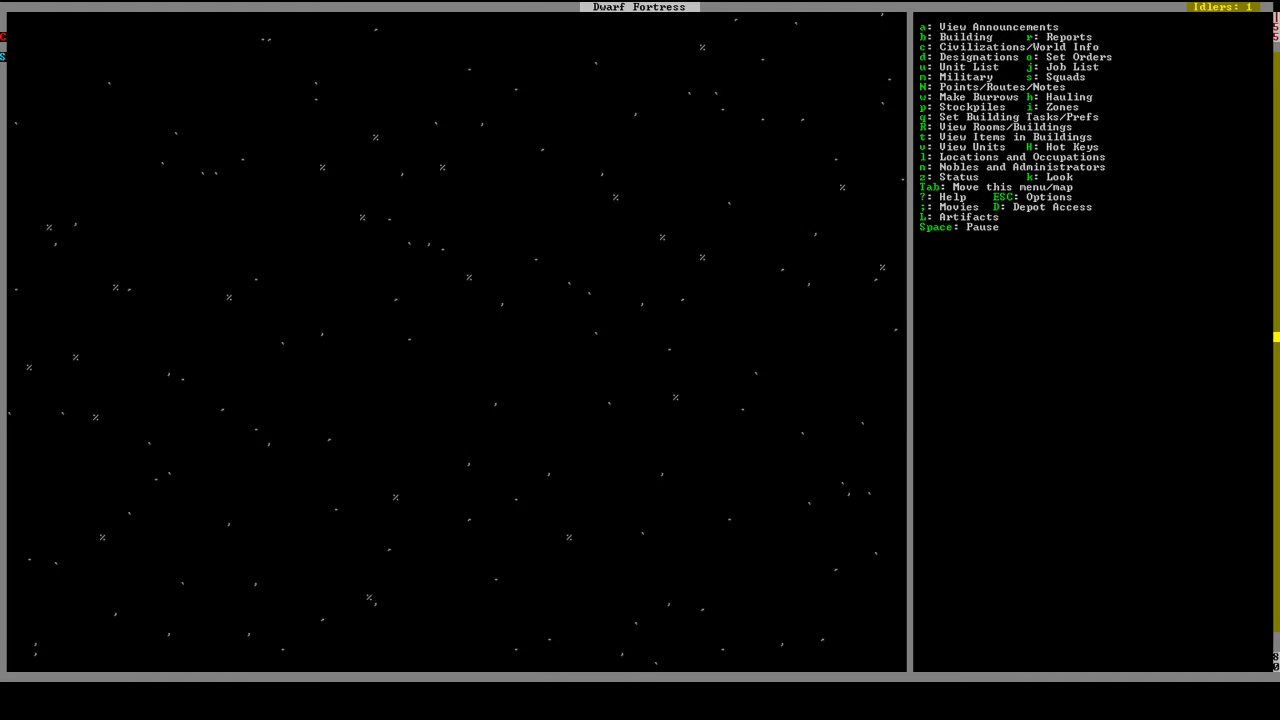 Dwarf Fortress
Idlers: 1
C
S
a: View Announcements
b: Building r: Reports
c: Civilizations/World Info
d: Designations o: Set Orders
u: Unit List j: Job List
m: Military s: Squads
N: Points/Routes/Notes
w: Make Burrows h: Hauling
p: Stockpiles i: Zones
q: Set Building Tasks/Prefs
R: View Rooms/Buildings
t: View Items in Buildings
v: View Units H: Hot Keys
l: Locations and Occupations
n: Nobles and Administrators
z: Status k: Look
Tab: Move this menu/map
?: Help ESC: Options
;: Movies D: Depot Access
L: Artifacts
Space: Pause